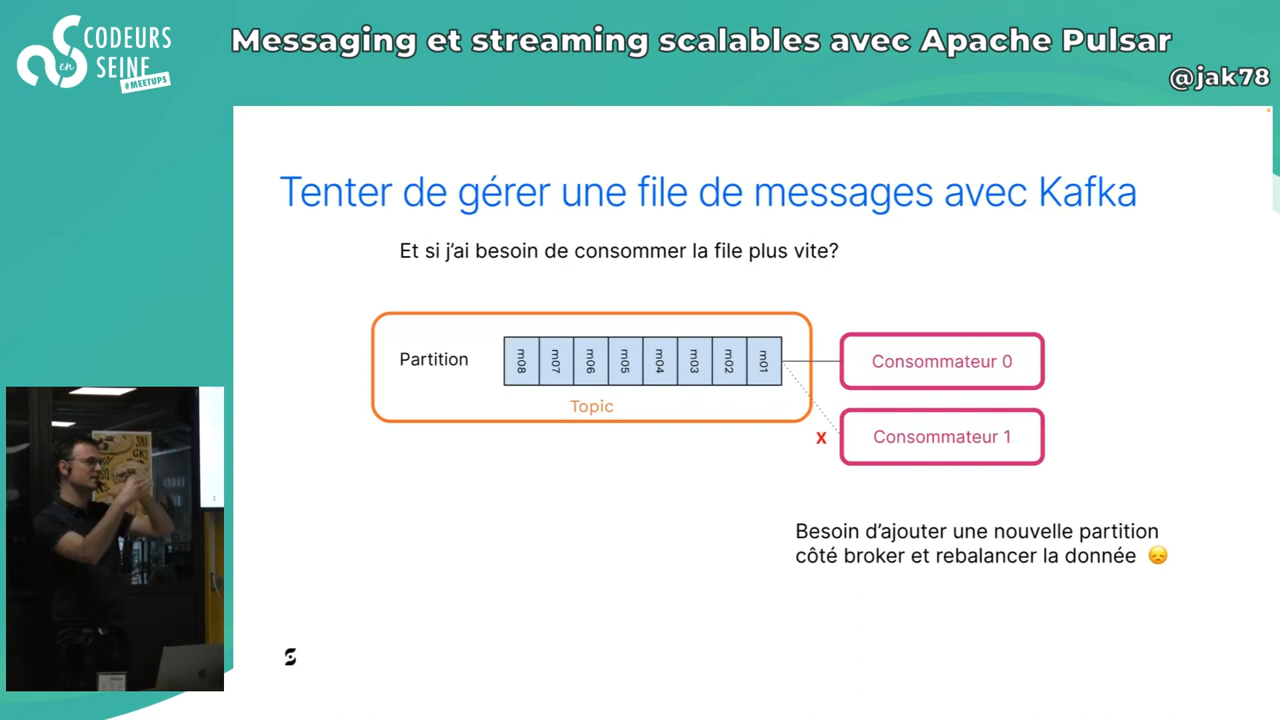 CODEURS
en
SEINE
#MEETUPS
Messaging et streaming scalables avec Apache Pulsar
@jak78
Tenter de gérer une file de messages avec Kafka
Et si j’ai besoin de consommer la file plus vite?
Partition
m08
m07
m06
m05
m04
m03
m02
m01
Topic
Consommateur 0
Consommateur 1
X
Besoin d’ajouter une nouvelle partition
côté broker et rebalancer la donnée 😞